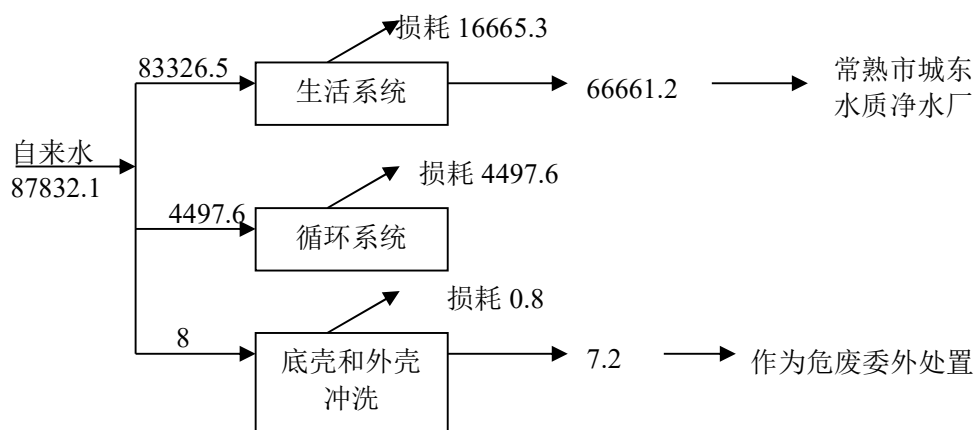 损耗 16665.3
83326.5
生活系统
66661.2
常熟市城东
水质净水厂
自来水
87832.1
损耗 4497.6
4497.6
循环系统
损耗 0.8
8
底壳和外壳
冲洗
7.2
作为危废委外处置